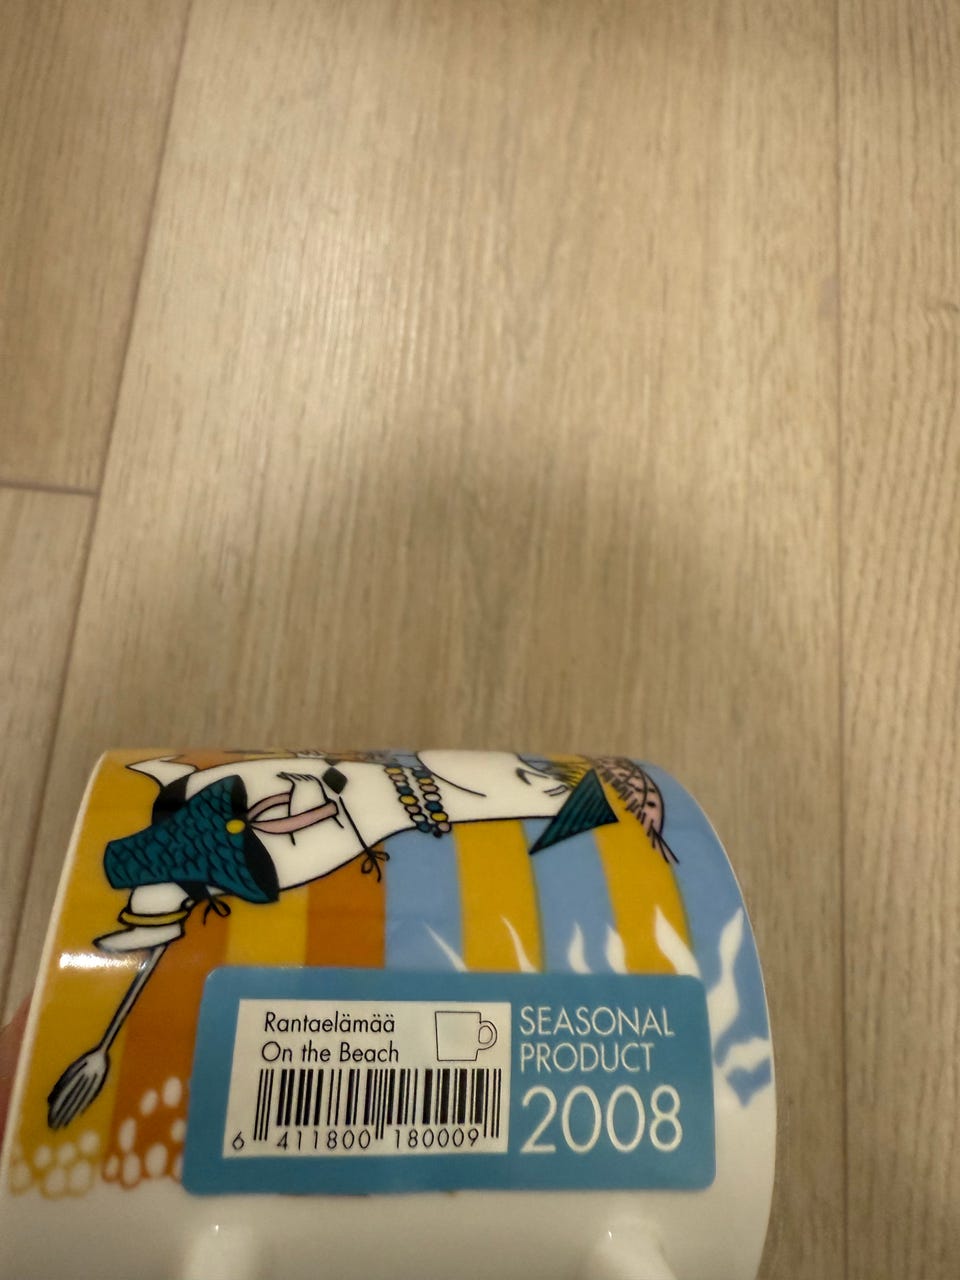 Rantaelämää
On the Beach
6 411800 180009
SEASONAL
PRODUCT
2008